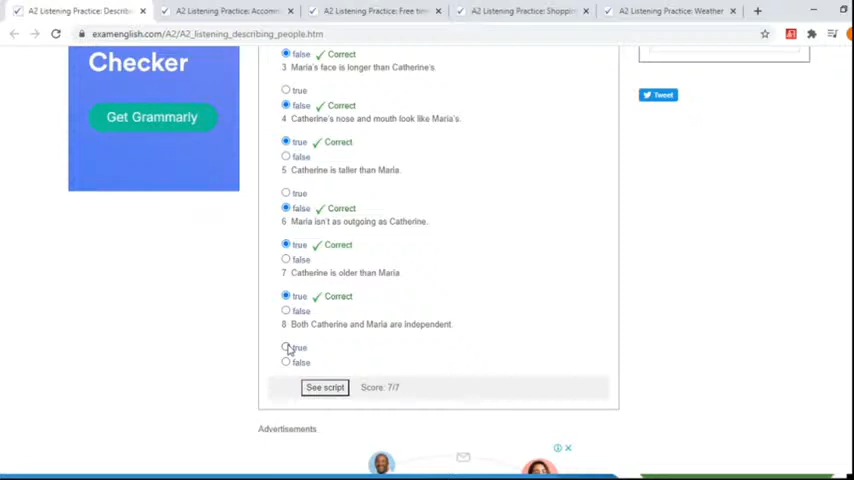 A2 Listening Practice: Describ
A2 Listening Practice: Accomm
A2 Listening Practice: Free tim
A2 Listening Practice: Shoppin
A2 Listening Practice: Weather
examenglish.com/A2/A2_listening_describing_people.htm
Checker
Get Grammarly
false Correct
3 Maria's face is longer than Catherine's
true
false Correct
4 Catherine's nose and mouth look like Maria's.
true Correct
false
5 Catherine is taller than Maria.
true
false Correct
6 Maria isn't as outgoing as Catherine.
true Correct
false
7 Catherine is older than Maria
true Correct
false
8 Both Catherine and Maria are independent.
true
false
See script Score: 7/7
Advertisements
Tweet